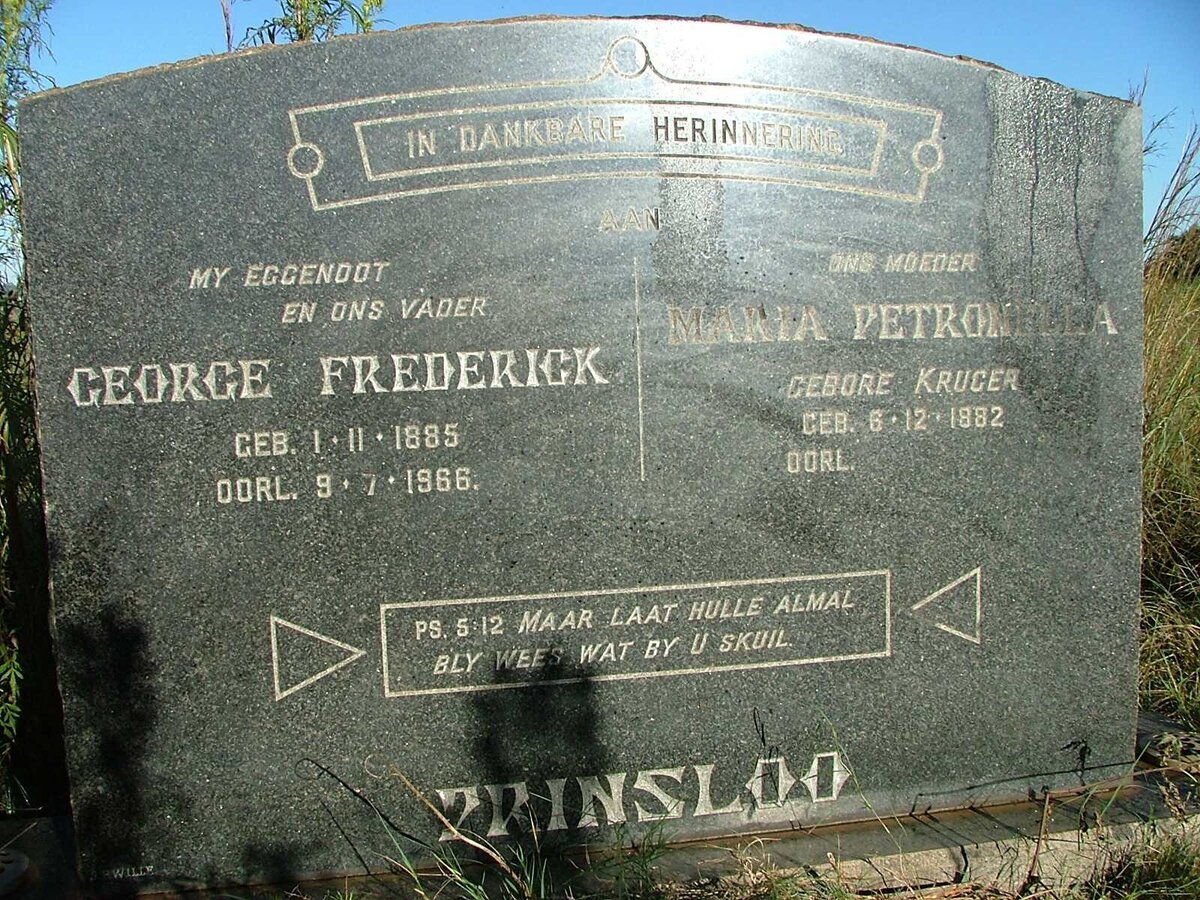 IN DANKBARE HERINNERING
AAN
MY EGGENOOT
EN ONS VADER
GEORGE FREDERICK
GEB. 1·11·1885
OORL. 9·7·1966.
ONS MOEDER
MARIA PETRONELLA
GEBORE KRUGER
GEB. 6·12·1882
OORL.
PS. 5:12 MAAR LAAT HULLE ALMAL
BLY WEES WAT BY U SKUIL.
PRINSLOO